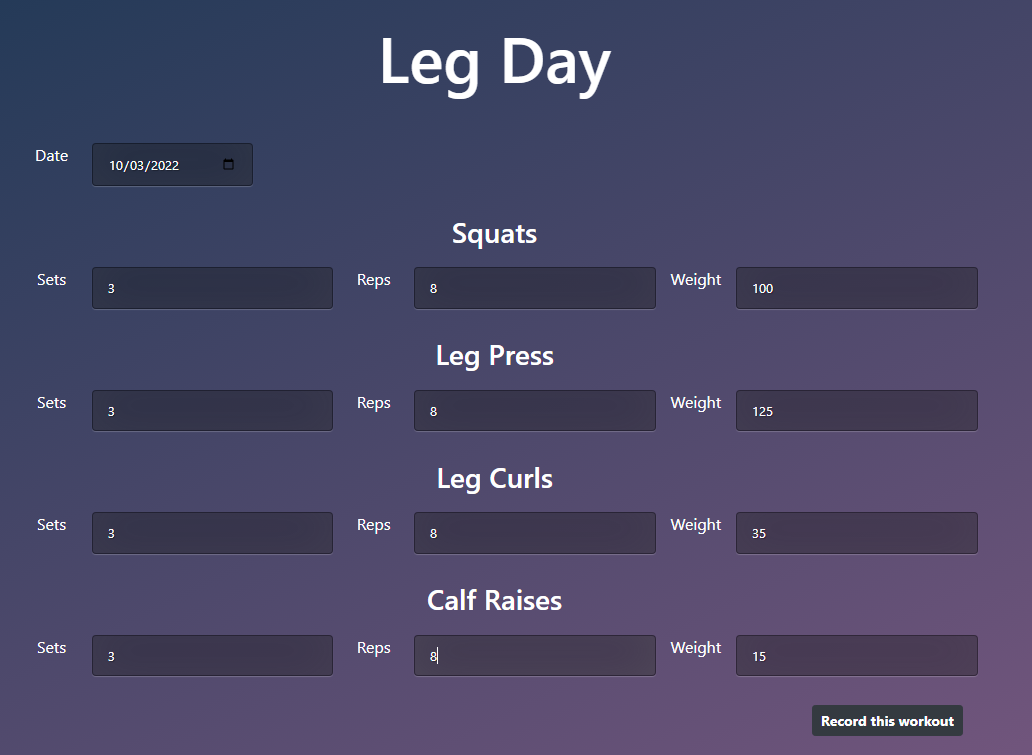 Leg Day
Date 10/03/2022
Squats
Sets 3 Reps 8 Weight 100
Leg Press
Sets 3 Reps 8 Weight 125
Leg Curls
Sets 3 Reps 8 Weight 35
Calf Raises
Sets 3 Reps 8 Weight 15
Record this workout